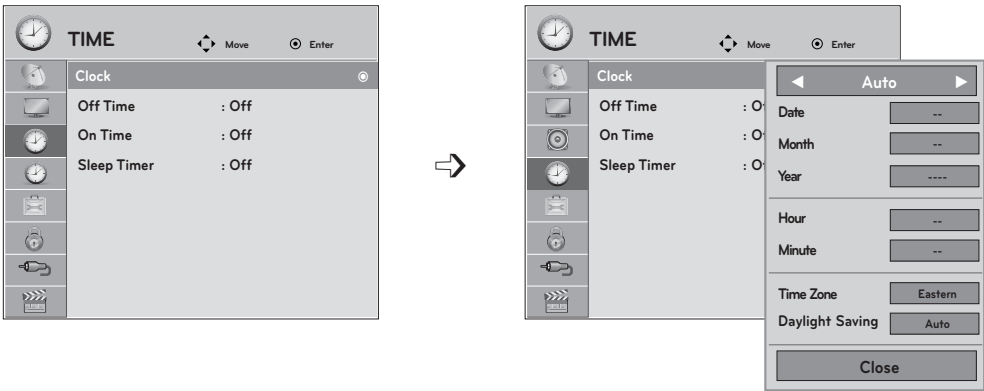 TIME Move Enter
Clock
Off Time : Off
On Time : Off
Sleep Timer : Off
TIME Move Enter
Clock
Off Time : O
On Time : O
Sleep Timer : O
Auto
Date --
Month --
Year ----
Hour --
Minute --
Time Zone Eastern
Daylight Saving Auto
Close